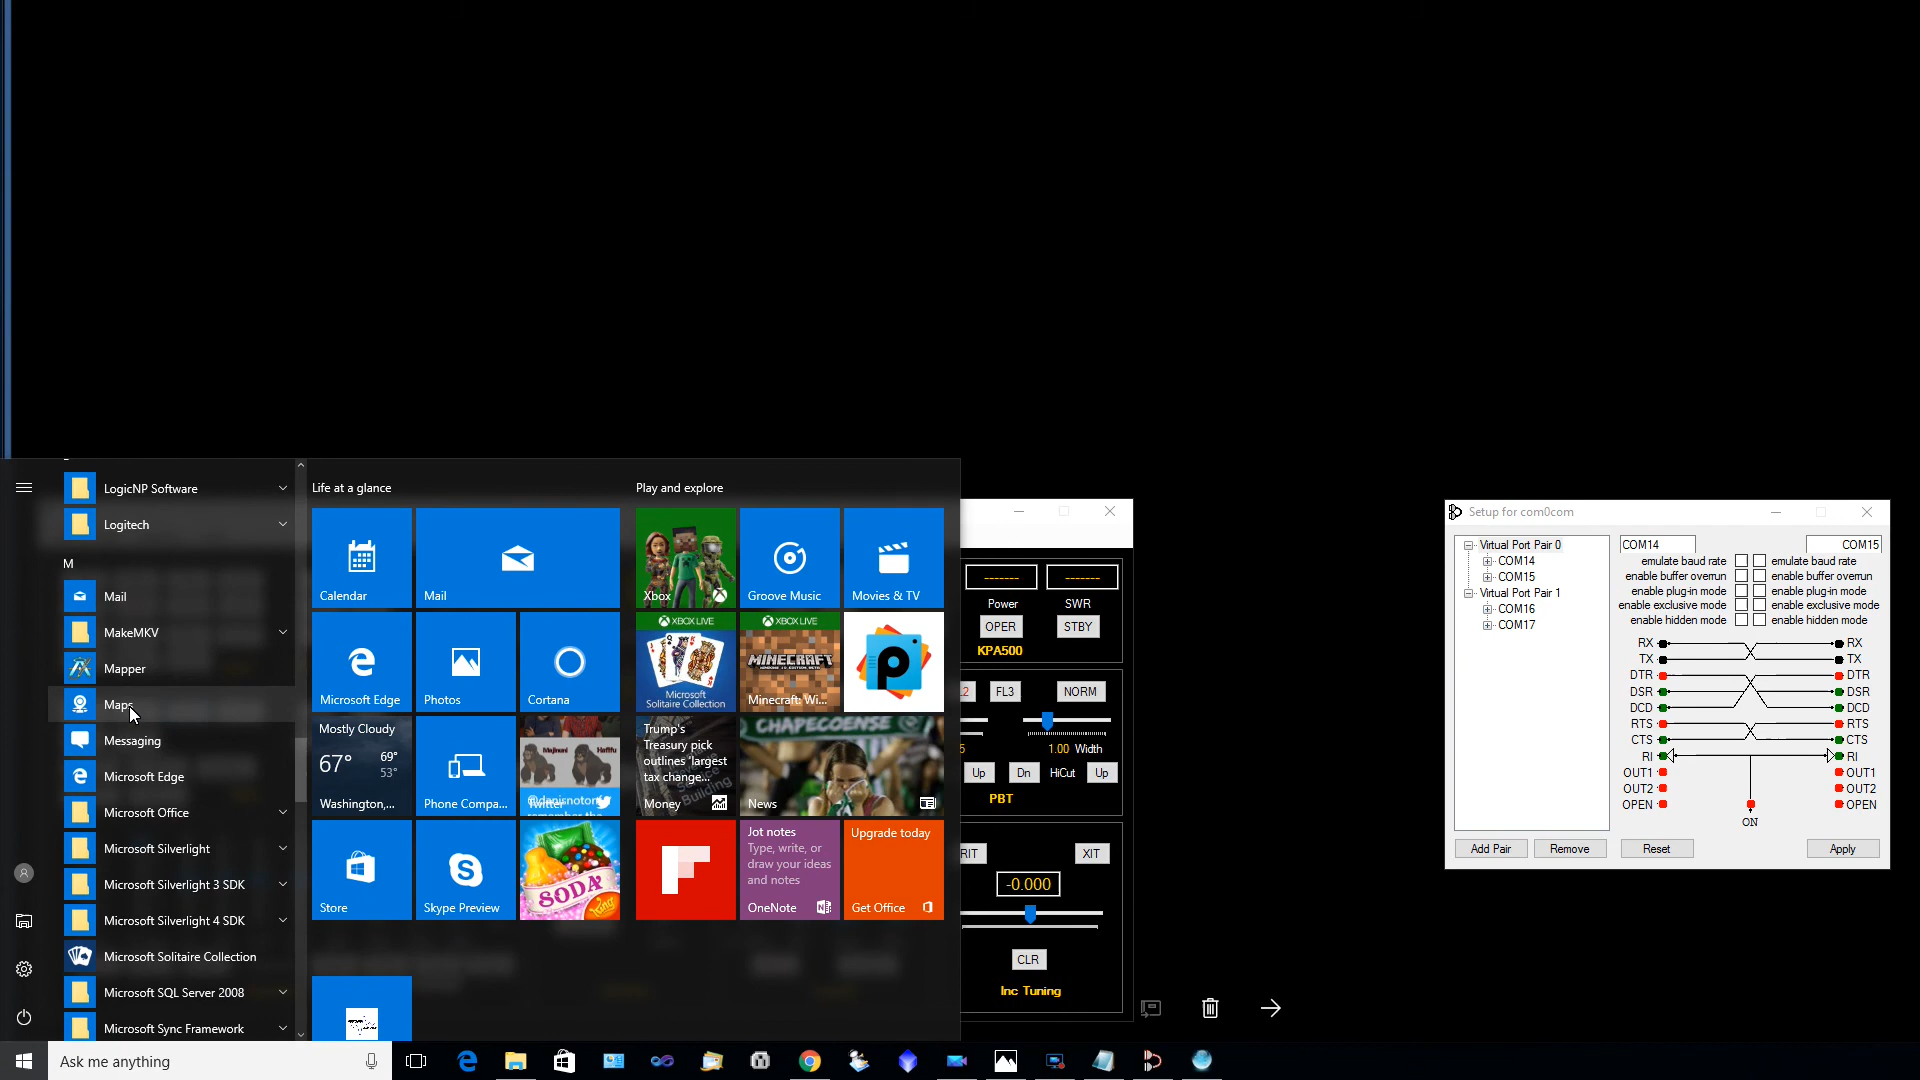 LogicNP Software
Logitech
M
Mail
MakeMKV
Mapper
Maps
Messaging
Microsoft Edge
Microsoft Office
Microsoft Silverlight
Microsoft Silverlight 3 SDK
Microsoft Silverlight 4 SDK
Microsoft Solitaire Collection
Microsoft SQL Server 2008
Microsoft Sync Framework
Life at a glance
Calendar
Mail
Microsoft Edge
Photos
Cortana
Mostly Cloudy
67° 69°
53°
Washington,...
Phone Compa...
Majinuni
Twitter
Store
Skype Preview
SODA
King
Play and explore
Xbox
Groove Music
Movies & TV
XBOX LIVE
Microsoft
Solitaire Collection
XBOX LIVE
MINECRAFT
Minecraft: Wi...
p
Trump's
Treasury pick
outlines 'largest
tax change...
Money
CHAPECOENSE
News
Jot notes
Type, write, or
draw your ideas
and notes
OneNote
Upgrade today
Get Office
------- -------
Power SWR
OPER STBY
KPA500
FL3 NORM
1.00 Width
Up Dn HiCut Up
PBT
RIT XIT
-0.000
CLR
Inc Tuning
Setup for com0com
Virtual Port Pair 0
COM14
COM15
Virtual Port Pair 1
COM16
COM17
COM14 COM15
emulate baud rate emulate baud rate
enable buffer overrun enable buffer overrun
enable plug-in mode enable plug-in mode
enable exclusive mode enable exclusive mode
enable hidden mode enable hidden mode
RX RX
TX TX
DTR DTR
DSR DSR
DCD DCD
RTS RTS
CTS CTS
RI RI
OUT1 OUT1
OUT2 OUT2
OPEN OPEN
ON
Add Pair Remove Reset Apply
Ask me anything